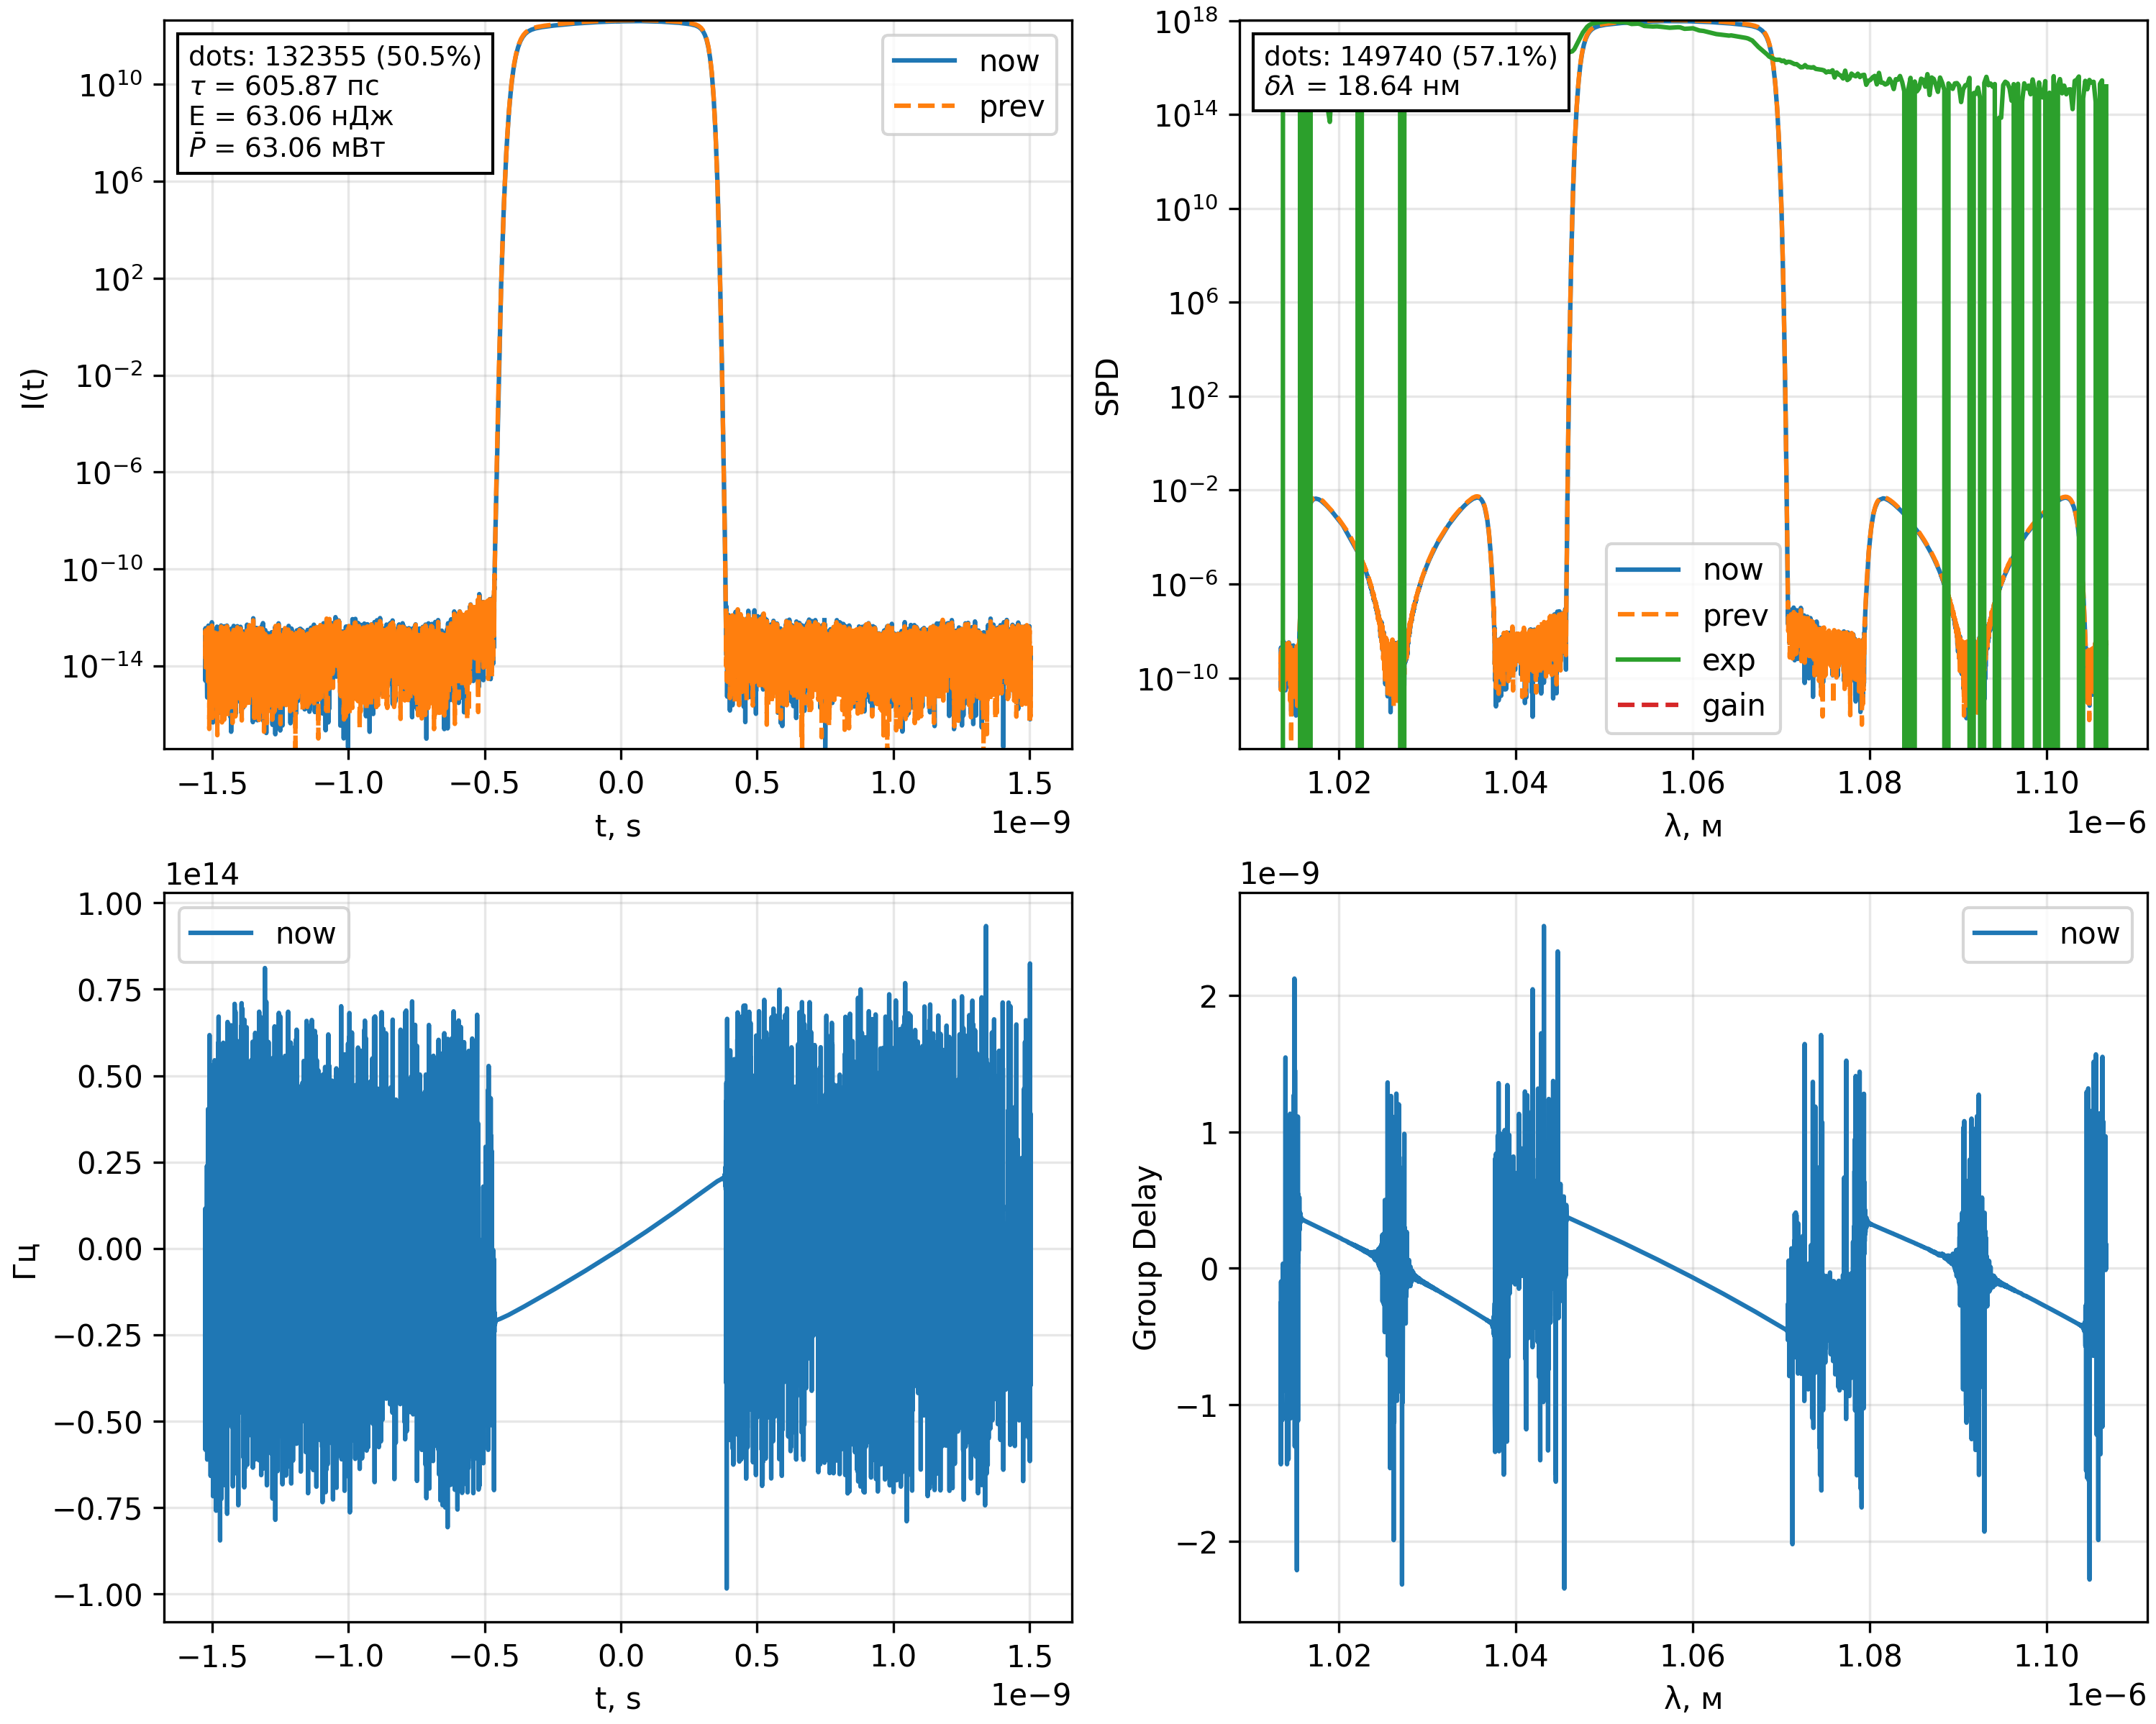 dots: 132355 (50.5%)
τ = 605.87 пс
E = 63.06 нДж
P̄ = 63.06 мВт
now
prev
10¹⁰
10⁶
10²
10⁻²
10⁻⁶
10⁻¹⁰
10⁻¹⁴
I(t)
−1.5 −1.0 −0.5 0.0 0.5 1.0 1.5
t, s
1e−9
dots: 149740 (57.1%)
δλ = 18.64 нм
10¹⁸
10¹⁴
10¹⁰
10⁶
10²
10⁻²
10⁻⁶
10⁻¹⁰
SPD
now
prev
exp
gain
1.02 1.04 1.06 1.08 1.10
λ, м
1e−6
1e14
now
1.00
0.75
0.50
0.25
0.00
−0.25
−0.50
−0.75
−1.00
Гц
−1.5 −1.0 −0.5 0.0 0.5 1.0 1.5
t, s
1e−9
1e−9
now
2
1
0
−1
−2
Group Delay
1.02 1.04 1.06 1.08 1.10
λ, м
1e−6